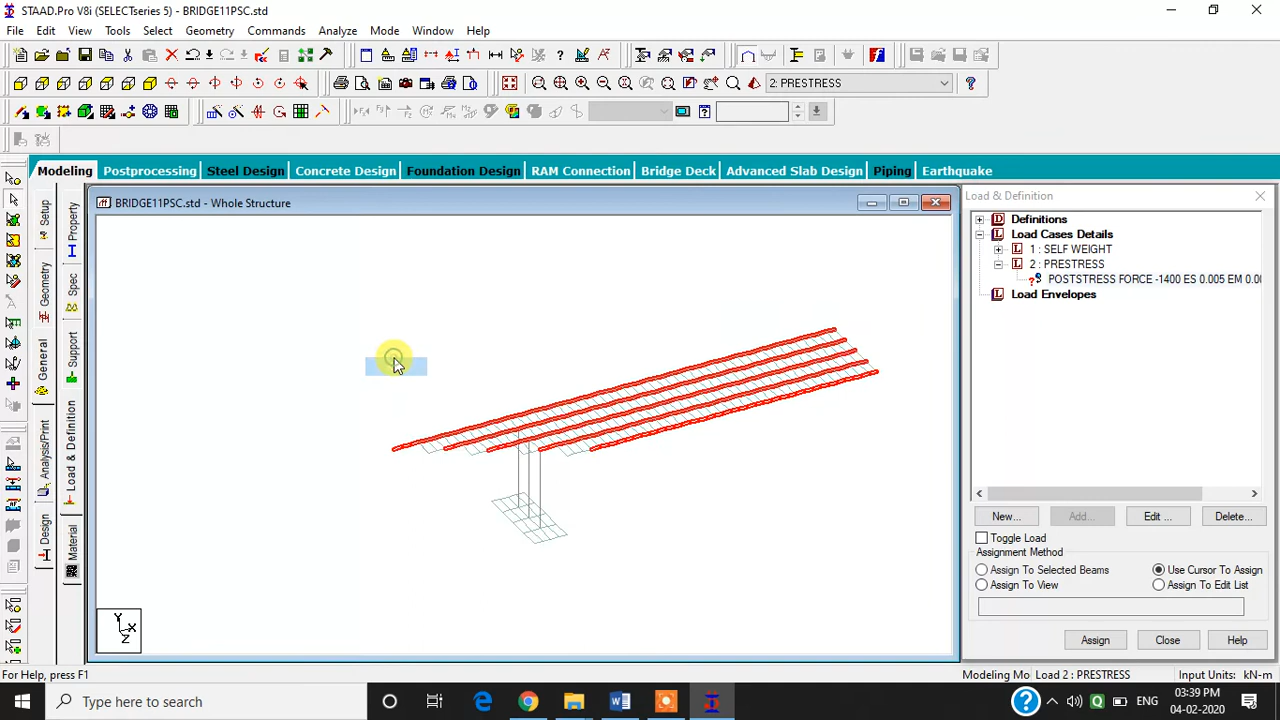 STAAD.Pro V8i (SELECTseries 5) - BRIDGE11PSC.std
File Edit View Tools Select Geometry Commands Analyze Mode Window Help
2: PRESTRESS
Modeling Postprocessing Steel Design Concrete Design Foundation Design RAM Connection Bridge Deck Advanced Slab Design Piping Earthquake
BRIDGE11PSC.std - Whole Structure
Setup
Geometry
General
Analysis/Print
Design
Property
Spec
Support
Load & Definition
Material
Y
X
Z
Load & Definition
Definitions
Load Cases Details
1 : SELF WEIGHT
2 : PRESTRESS
POSTSTRESS FORCE -1400 ES 0.005 EM 0.00
Load Envelopes
New... Add... Edit ... Delete...
Toggle Load
Assignment Method
Assign To Selected Beams Use Cursor To Assign
Assign To View Assign To Edit List
Assign Close Help
For Help, press F1 Modeling Mo Load 2 : PRESTRESS Input Units: kN-m
Type here to search
ENG
03:39 PM
04-02-2020